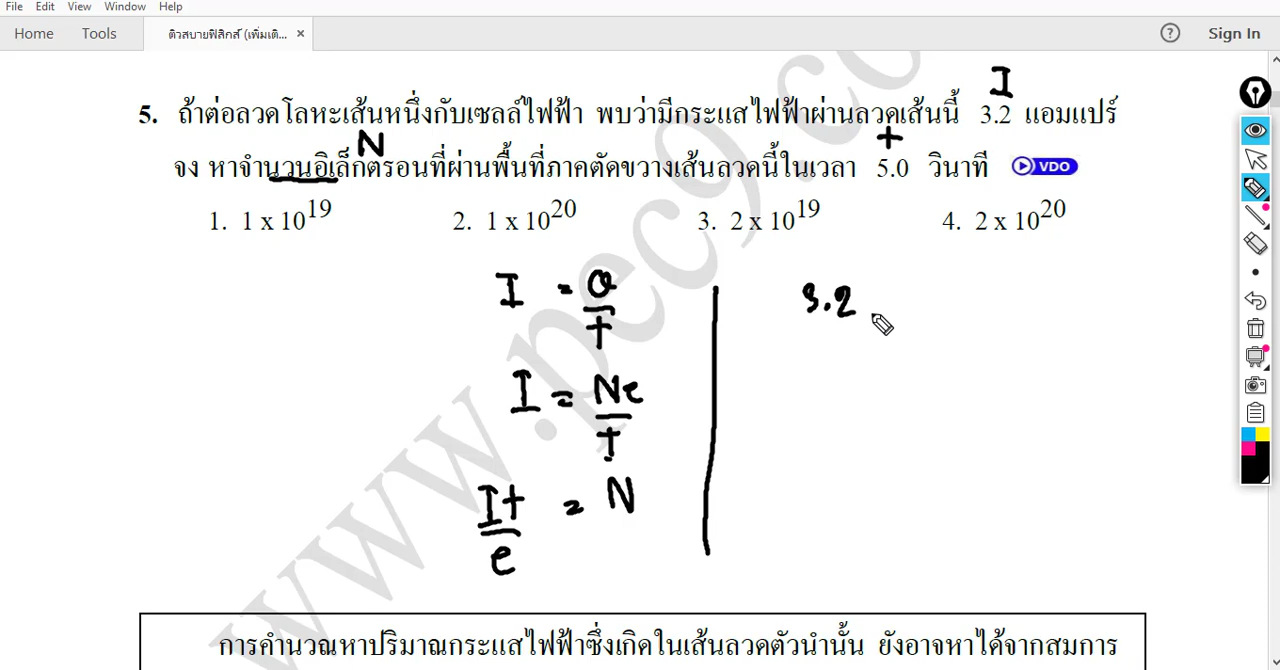 File Edit View Window Help
Home Tools ติวสบายฟิสิกส์ (เพิ่มเติ... × ? Sign In
I
5. ถ้าต่อลวดโลหะเส้นหนึ่งกับเซลล์ไฟฟ้า พบว่ามีกระแสไฟฟ้าผ่านลวดเส้นนี้ 3.2 แอมแปร์
N t
จง หาจำนวนอิเล็กตรอนที่ผ่านพื้นที่ภาคตัดขวางเส้นลวดนี้ในเวลา 5.0 วินาที VDO
1. 1 x 10^19 2. 1 x 10^20 3. 2 x 10^19 4. 2 x 10^20
I = Q/t
I = Ne/t
It/e = N
3.2
www.pec9.co
การคำนวณหาปริมาณกระแสไฟฟ้าซึ่งเกิดในเส้นลวดตัวนำนั้น ยังอาจหาได้จากสมการ